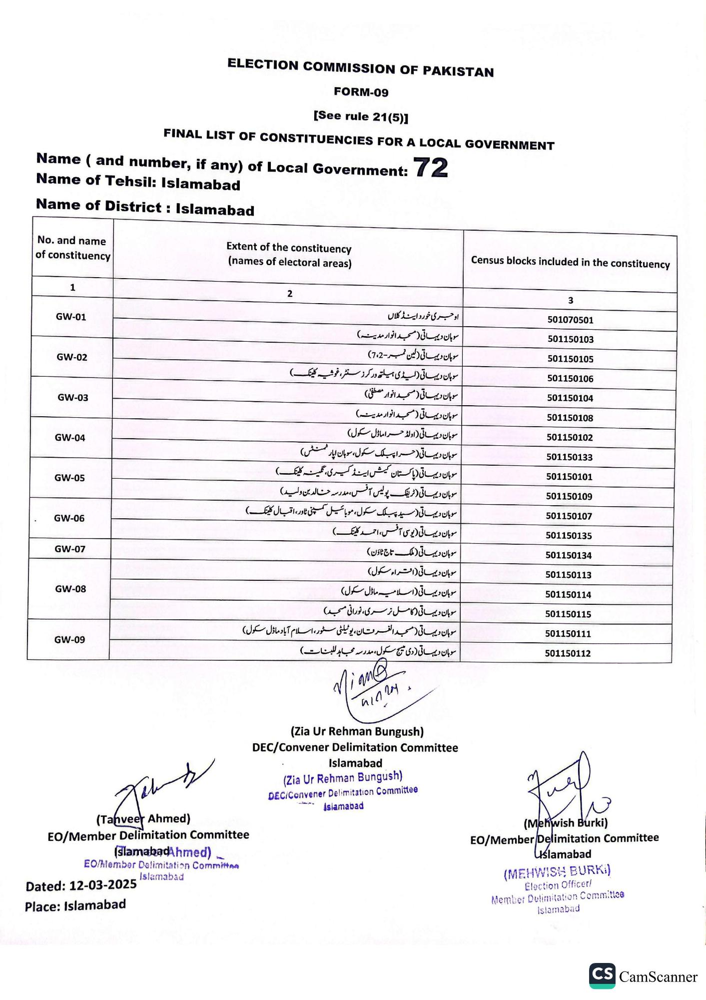 ELECTION COMMISSION OF PAKISTAN
FORM-09
[See rule 21(5)]
FINAL LIST OF CONSTITUENCIES FOR A LOCAL GOVERNMENT
Name ( and number, if any) of Local Government: 72
Name of Tehsil: Islamabad
Name of District : Islamabad
No. and name of constituency | Extent of the constituency (names of electoral areas) | Census blocks included in the constituency
1 | 2 | 3
GW-01 | اوجری خورد اینڈ کلاں | 501070501
سوہان دیہاتی (مسجد انوار مدینہ) | 501150103
GW-02 | سوہان دیہاتی (لین نمبر-7،2) | 501150105
سوہان دیہاتی (لیڈی ہیلتھ ورکرز سنٹر، غوشیہ کلینک) | 501150106
GW-03 | سوہان دیہاتی (مسجد انوار مصطفیٰ) | 501150104
سوہان دیہاتی (مسجد انوار مدینہ) | 501150108
GW-04 | سوہان دیہاتی (اولڈ حرا ماڈل سکول) | 501150102
سوہان دیہاتی (حرا پبلک سکول، سوہان اپارٹمنٹس) | 501150133
GW-05 | سوہان دیہاتی (پاکستان کیش اینڈ کیری، نگینہ کلینک) | 501150101
سوہان دیہاتی (ٹریفک پولیس آفس، مدرسہ خالد بن ولید) | 501150109
GW-06 | سوہان دیہاتی (سید پبلک سکول، موبائیل کمپنی ٹاور، اقبال کلینک) | 501150107
سوہان دیہاتی (یوسی آفس، احمد کلینک) | 501150135
GW-07 | سوہان دیہاتی (ملک تاج ٹاؤن) | 501150134
GW-08 | سوہان دیہاتی (اقراء سکول) | 501150113
سوہان دیہاتی (اسلامیہ ماڈل سکول) | 501150114
سوہان دیہاتی (کامل نرسری، نورانی مسجد) | 501150115
GW-09 | سوہان دیہاتی (مسجد الفرقان، یوٹیلٹی سٹور، اسلام آباد ماڈل سکول) | 501150111
سوہان دیہاتی (دی میسج سکول، مدرسہ مجاہد للبنات) | 501150112
(Zia Ur Rehman Bungush)
DEC/Convener Delimitation Committee
Islamabad
(Zia Ur Rehman Bungush)
DEC/Convener Delimitation Committee
Islamabad
(Tanveer Ahmed)
EO/Member Delimitation Committee
Islamabad
(Tanveer Ahmed)
EO/Member Delimitation Committee
Islamabad
(Mehwish Burki)
EO/Member Delimitation Committee
Islamabad
(MEHWISH BURKI)
Election Officer/
Member Delimitation Committee
Islamabad
Dated: 12-03-2025
Place: Islamabad
CS CamScanner